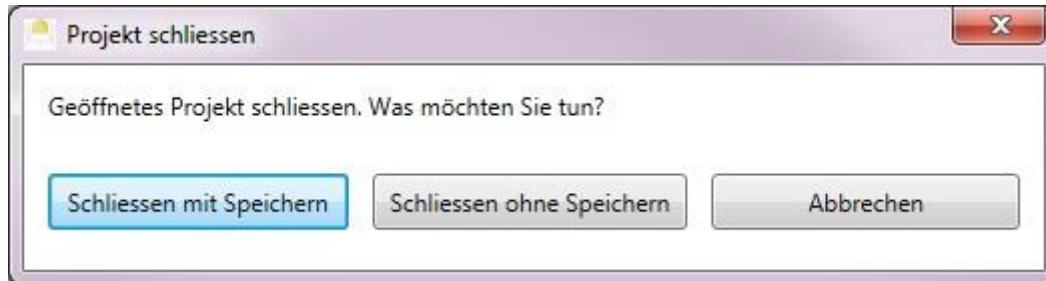 Projekt schliessen
Geöffnetes Projekt schliessen. Was möchten Sie tun?
Schliessen mit Speichern
Schliessen ohne Speichern
Abbrechen